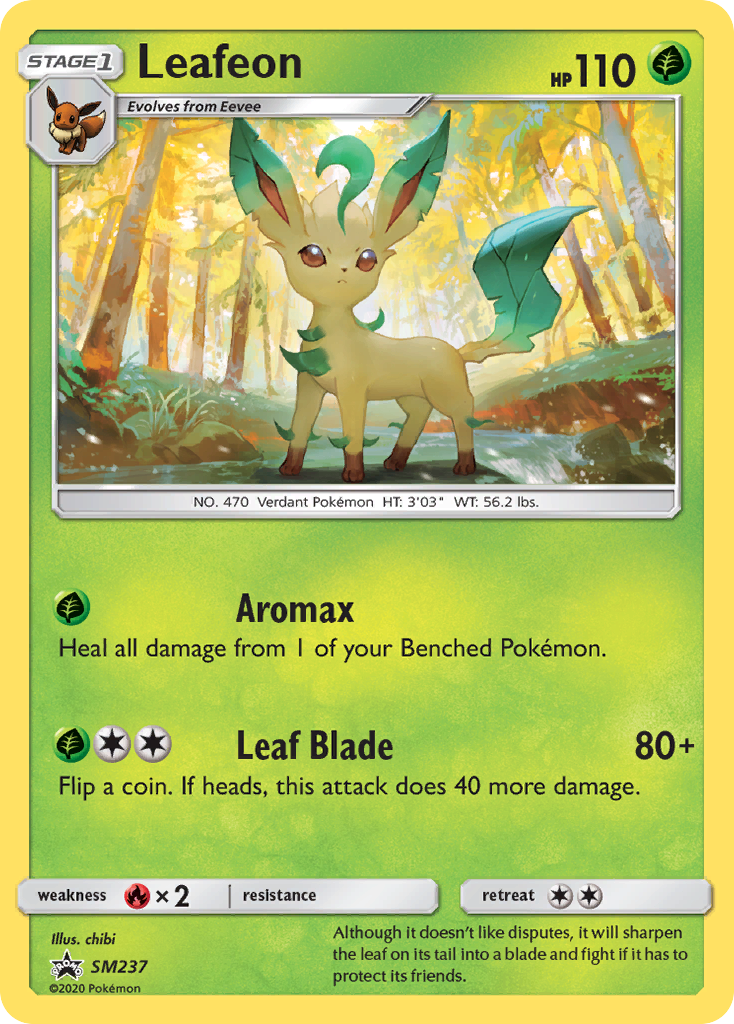 STAGE1
Leafeon
HP110
Evolves from Eevee
NO. 470 Verdant Pokémon HT: 3'03" WT: 56.2 lbs.
Aromax
Heal all damage from 1 of your Benched Pokémon.
Leaf Blade 80+
Flip a coin. If heads, this attack does 40 more damage.
weakness ×2 resistance retreat
Illus. chibi
PROMO SM237
©2020 Pokémon
Although it doesn't like disputes, it will sharpen
the leaf on its tail into a blade and fight if it has to
protect its friends.